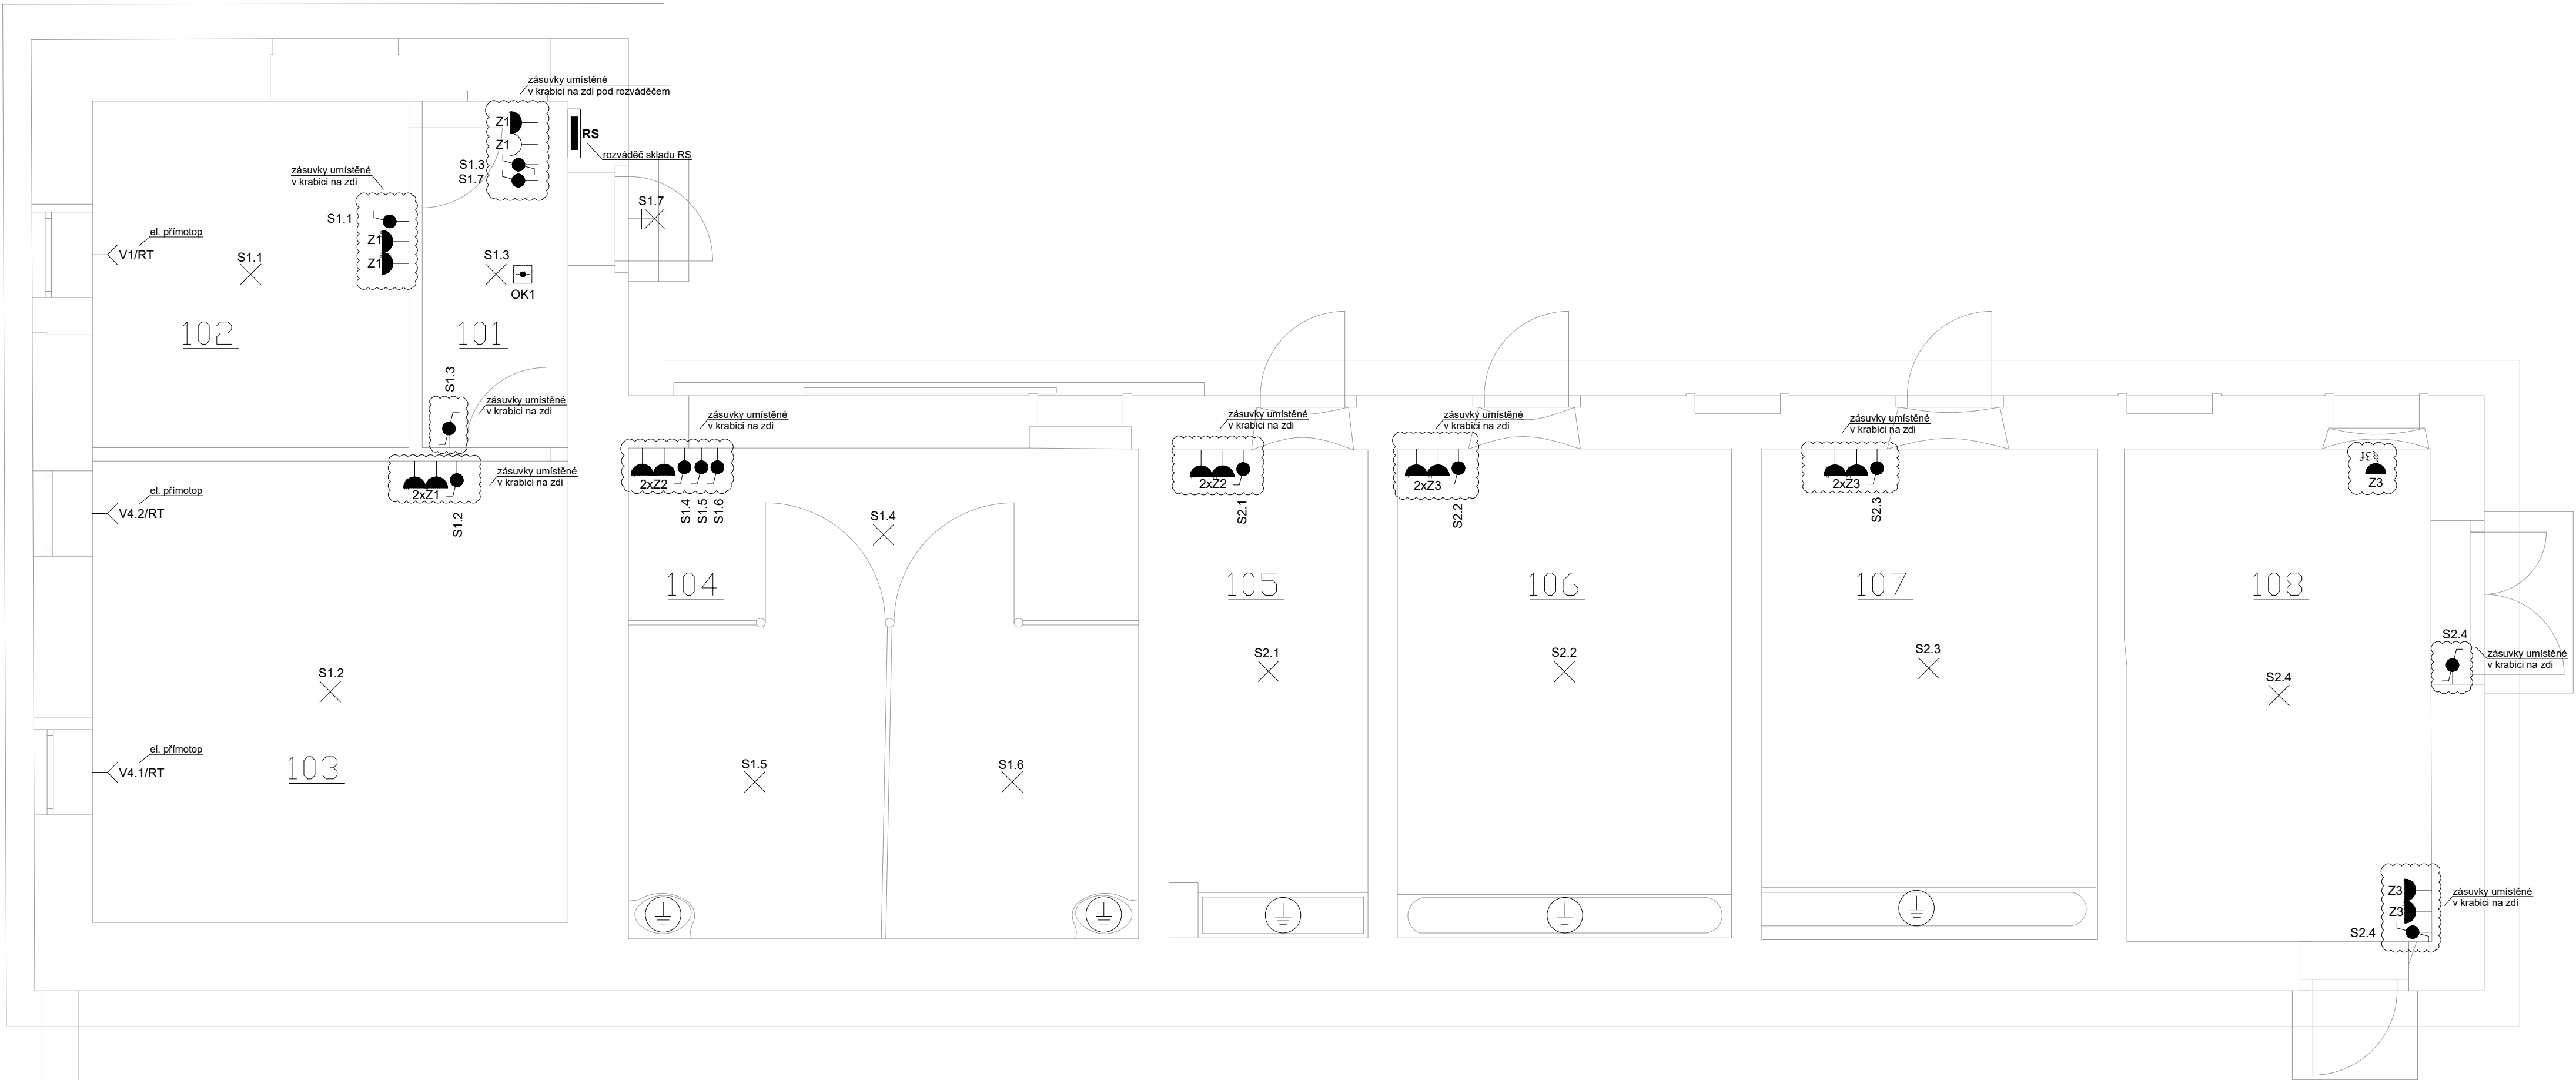 zásuvky umístěné
v krabici na zdi pod rozváděčem
Z1
Z1
S1.3
S1.7
RS
rozváděč skladu RS
zásuvky umístěné
v krabici na zdi
S1.1
Z1
Z1
el. přímotop
V1/RT
S1.1
S1.3
OK1
S1.7
102
101
S1.3
zásuvky umístěné
v krabici na zdi
2xZ1
S1.2
zásuvky umístěné
v krabici na zdi
el. přímotop
V4.2/RT
S1.2
el. přímotop
V4.1/RT
103
zásuvky umístěné
v krabici na zdi
2xZ2
S1.4
S1.5
S1.6
S1.4
104
S1.5
S1.6
zásuvky umístěné
v krabici na zdi
2xZ2
S2.1
105
S2.1
zásuvky umístěné
v krabici na zdi
2xZ3
S2.2
106
S2.2
zásuvky umístěné
v krabici na zdi
2xZ3
S2.3
107
S2.3
3f
Z3
108
S2.4
zásuvky umístěné
v krabici na zdi
S2.4
Z3
Z3
S2.4
zásuvky umístěné
v krabici na zdi